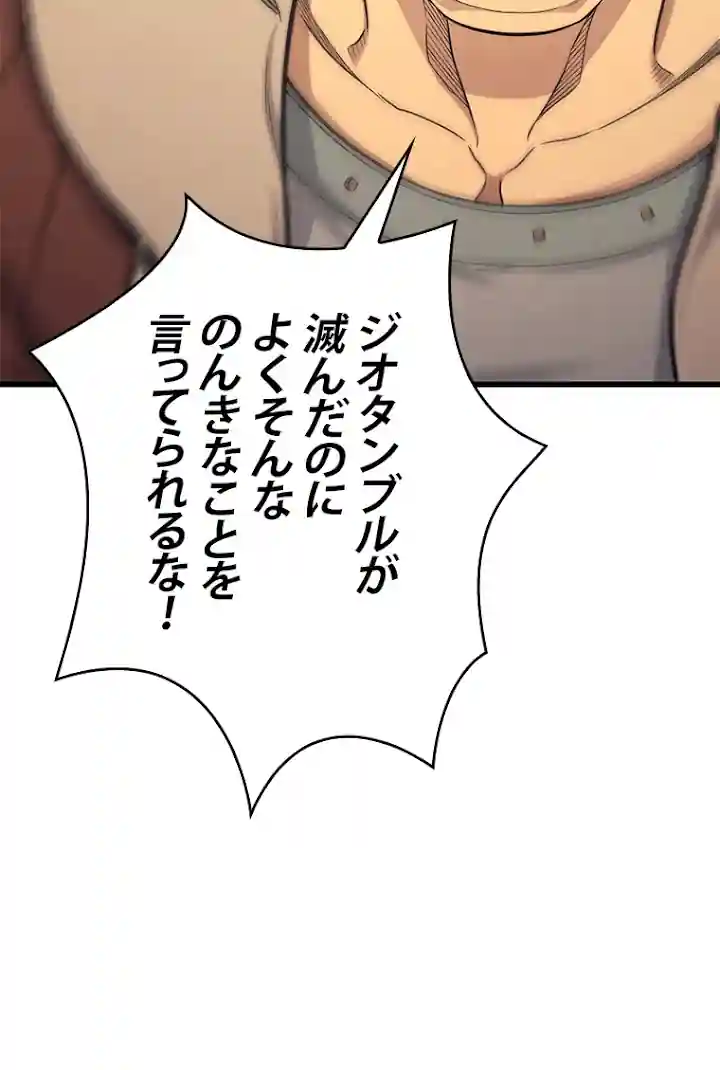 ジオタンブルが
滅んだのに
よくそんな
のんきなことを
言ってられるな！